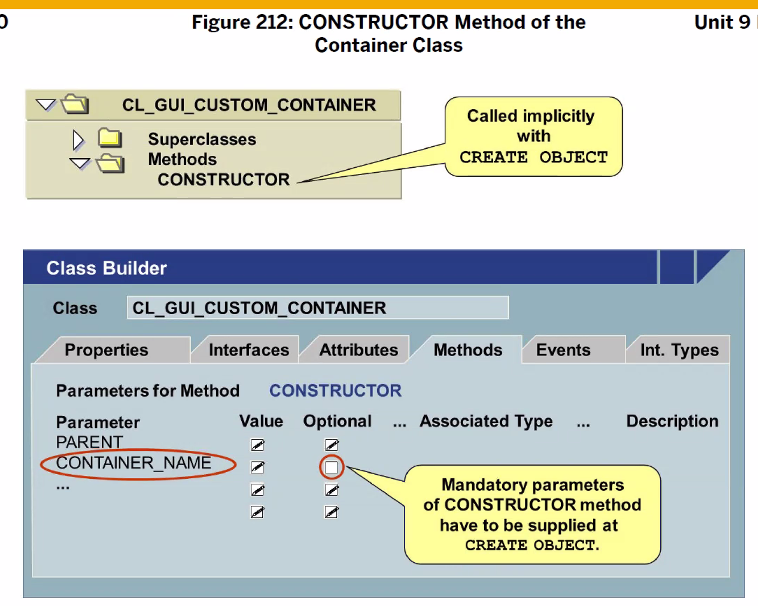 0
Figure 212: CONSTRUCTOR Method of the
Container Class
Unit 9
CL_GUI_CUSTOM_CONTAINER
Superclasses
Methods
CONSTRUCTOR
Called implicitly
with
CREATE OBJECT
Class Builder
Class CL_GUI_CUSTOM_CONTAINER
Properties Interfaces Attributes Methods Events Int. Types
Parameters for Method CONSTRUCTOR
Parameter Value Optional ... Associated Type ... Description
PARENT
CONTAINER_NAME
...
Mandatory parameters
of CONSTRUCTOR method
have to be supplied at
CREATE OBJECT.